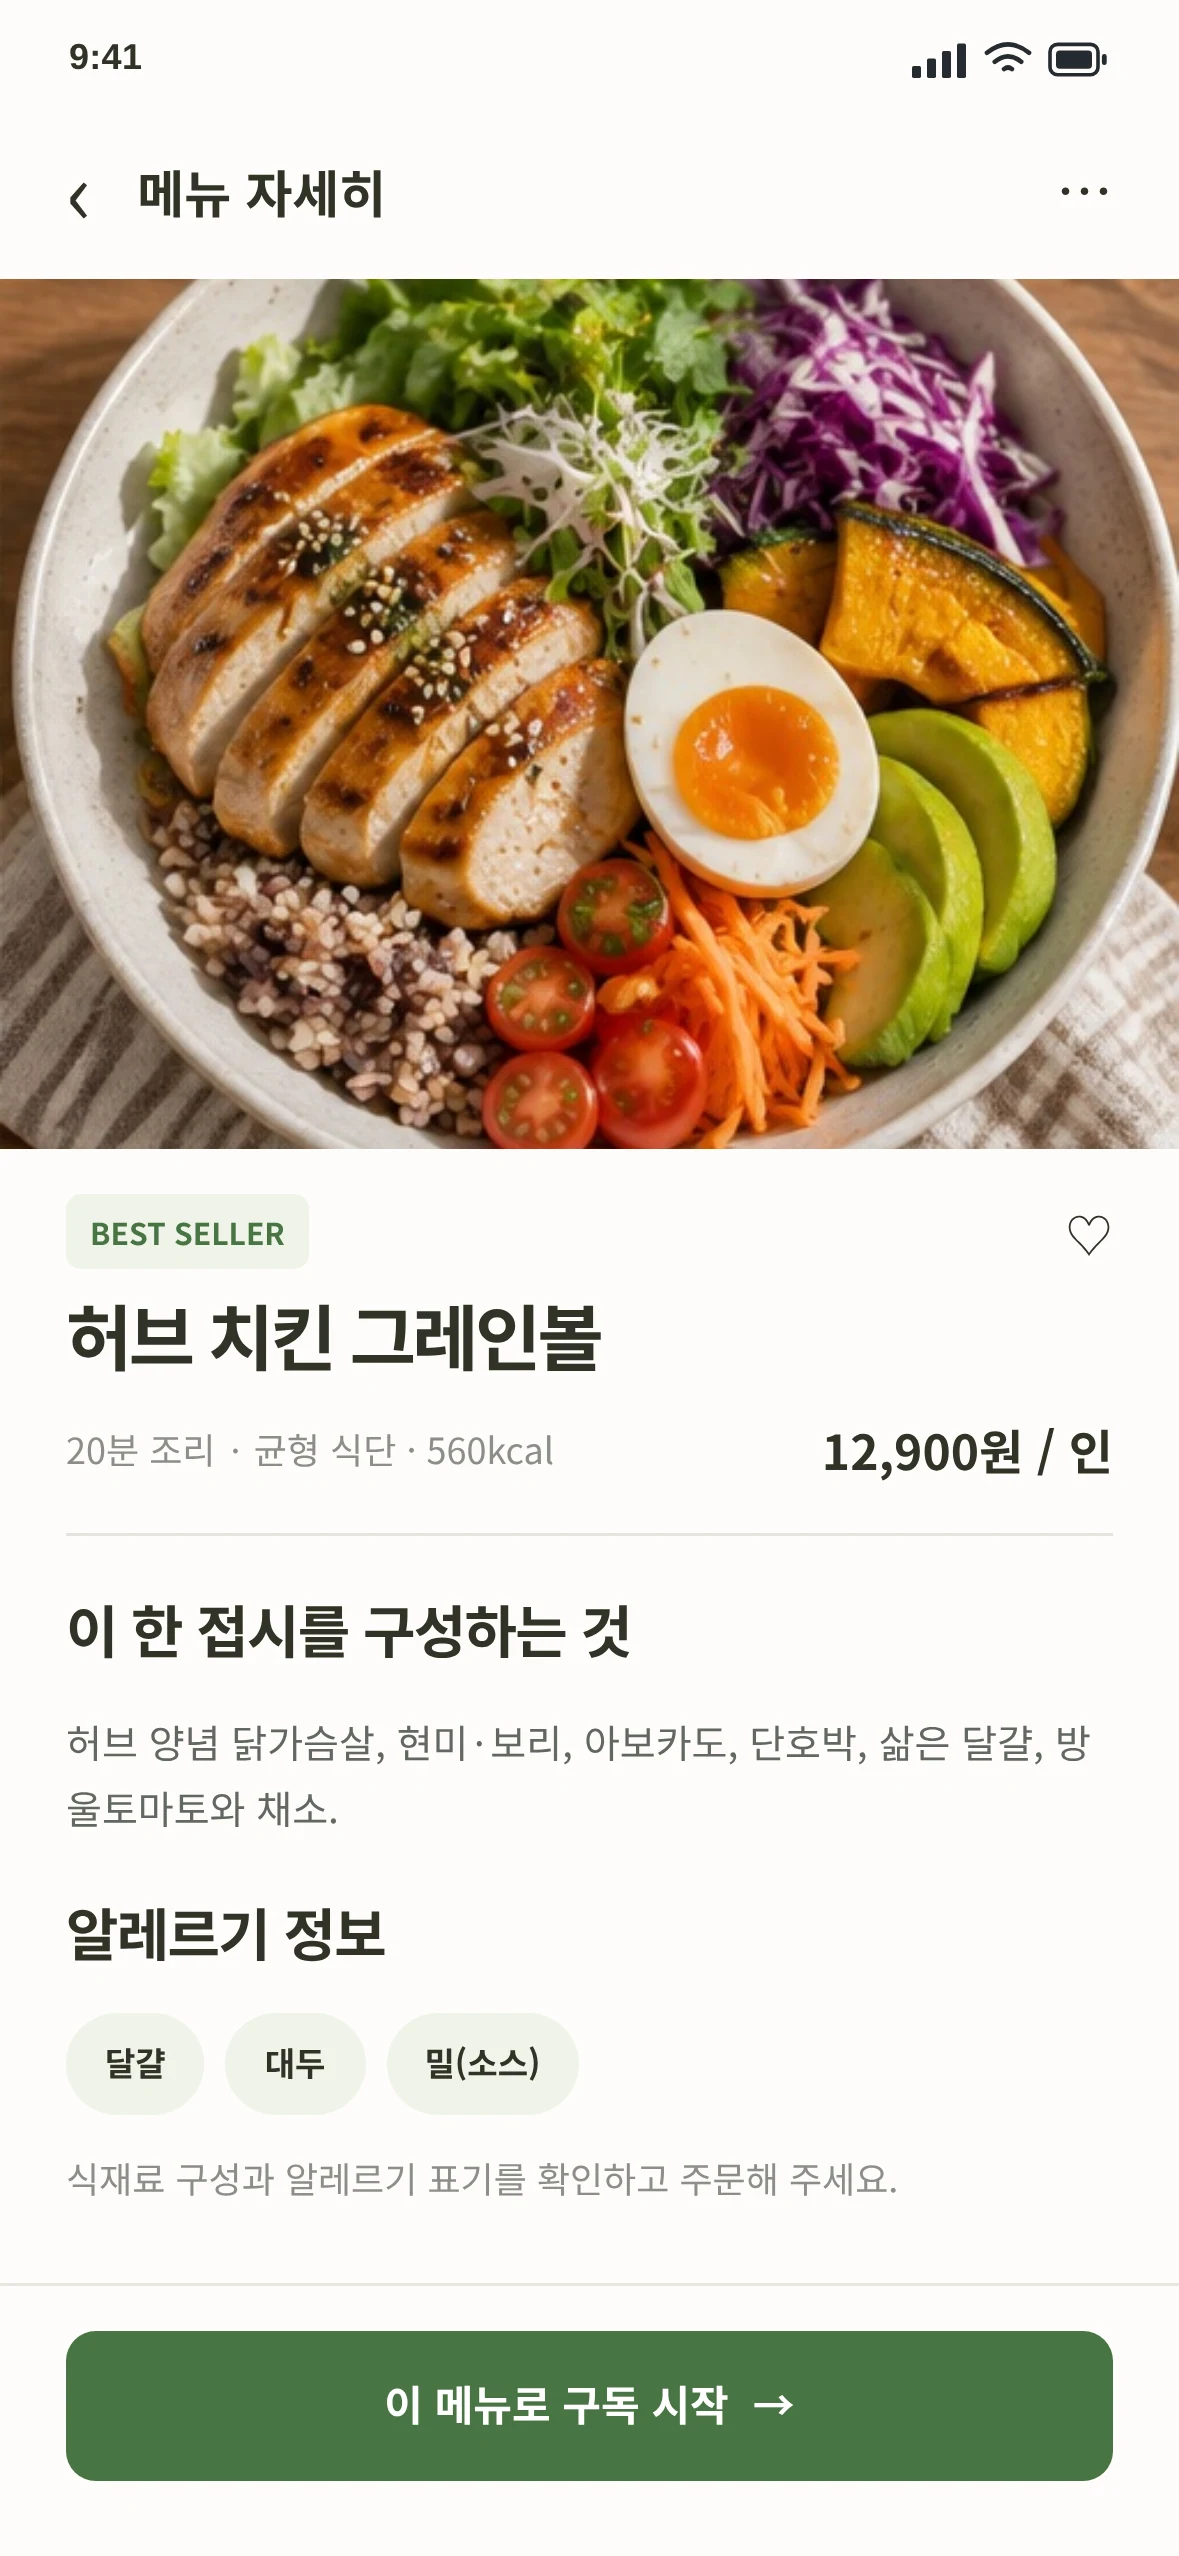 9:41
메뉴 자세히
BEST SELLER
허브 치킨 그레인볼
20분 조리 · 균형 식단 · 560kcal
12,900원 / 인
이 한 접시를 구성하는 것
허브 양념 닭가슴살, 현미·보리, 아보카도, 단호박, 삶은 달걀, 방
울토마토와 채소.
알레르기 정보
달걀
대두
밀(소스)
식재료 구성과 알레르기 표기를 확인하고 주문해 주세요.
이 메뉴로 구독 시작 →